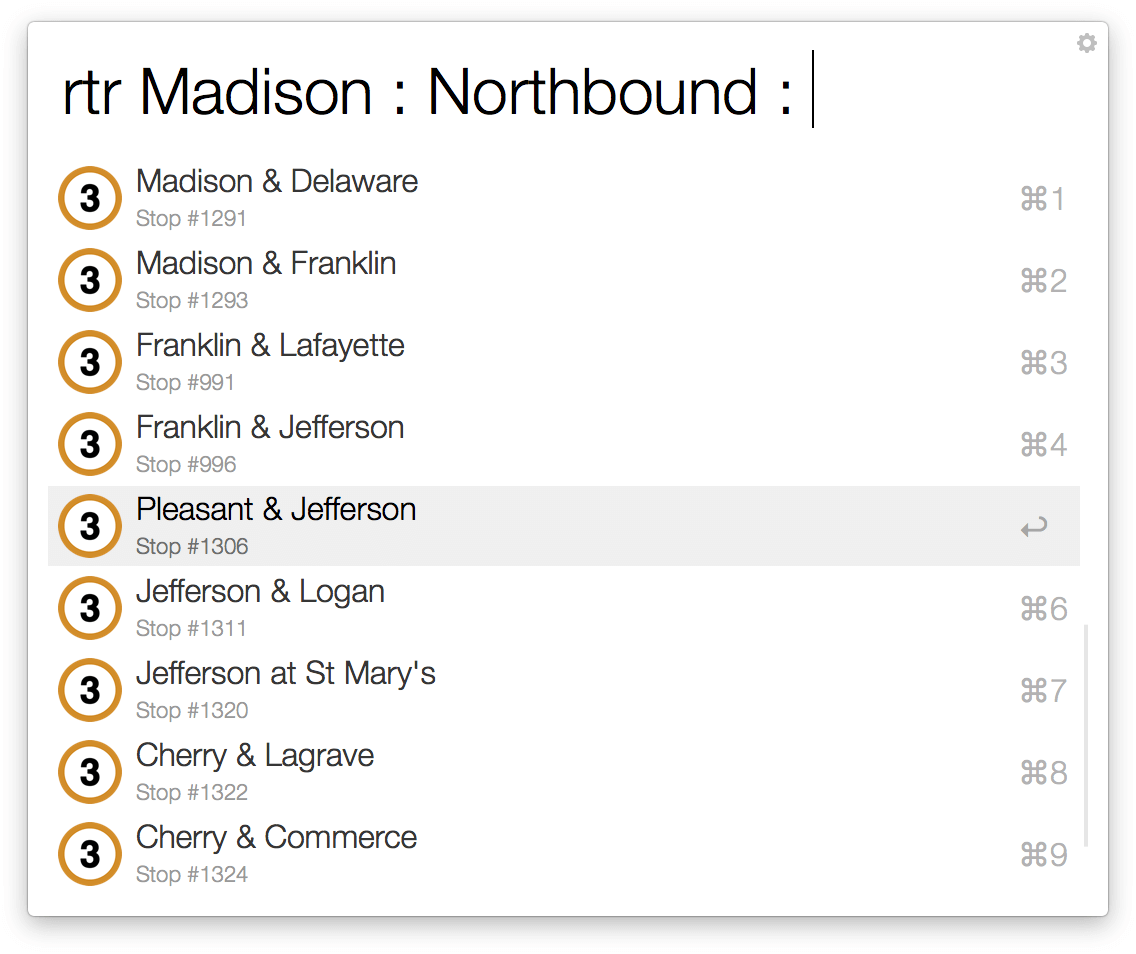 rtr Madison : Northbound :
3 Madison & Delaware ⌘1
Stop #1291
3 Madison & Franklin ⌘2
Stop #1293
3 Franklin & Lafayette ⌘3
Stop #991
3 Franklin & Jefferson ⌘4
Stop #996
3 Pleasant & Jefferson ↩
Stop #1306
3 Jefferson & Logan ⌘6
Stop #1311
3 Jefferson at St Mary's ⌘7
Stop #1320
3 Cherry & Lagrave ⌘8
Stop #1322
3 Cherry & Commerce ⌘9
Stop #1324